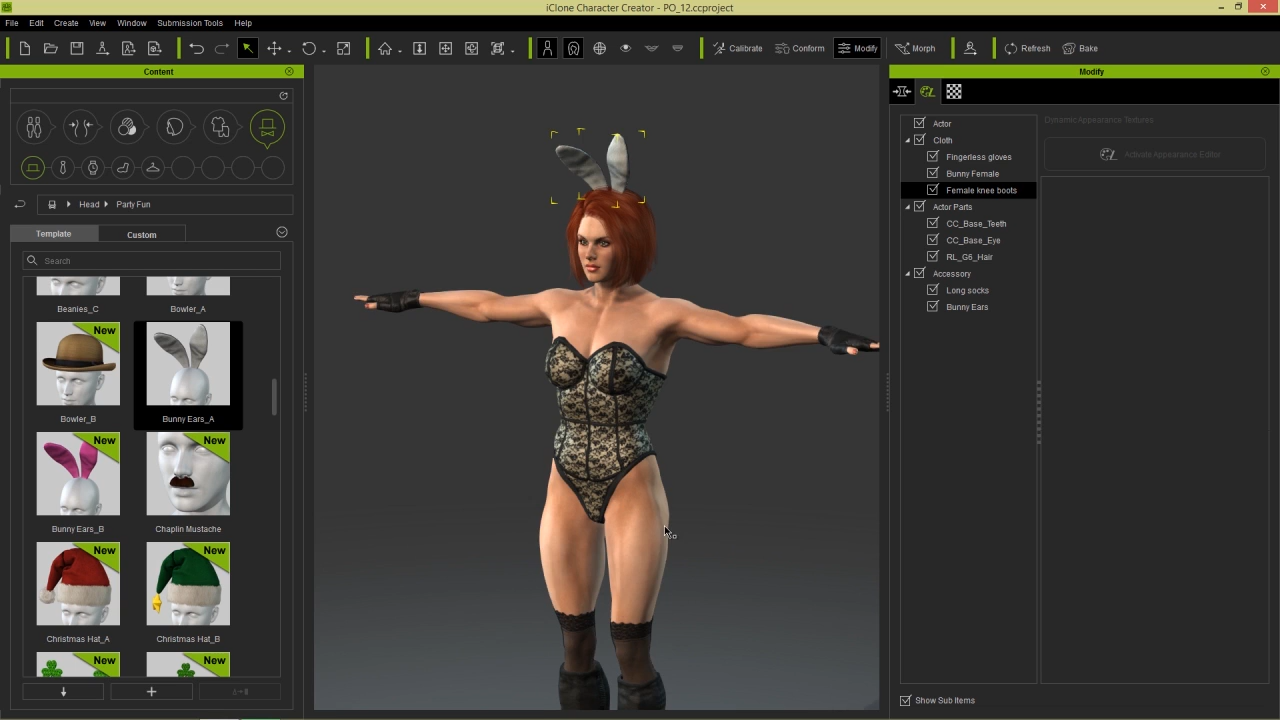 iClone Character Creator - PO_12.ccproject
File Edit Create View Window Submission Tools Help
Calibrate Conform Modify Morph Refresh Bake
Content
Head Party Fun
Template Custom
Search
Beanies_C Bowler_A
New
Bowler_B Bunny Ears_A
New New
Bunny Ears_B Chaplin Mustache
New New
Christmas Hat_A Christmas Hat_B
New New
Modify
Actor
Cloth
Fingerless gloves
Bunny Female
Female knee boots
Actor Parts
CC_Base_Teeth
CC_Base_Eye
RL_G6_Hair
Accessory
Long socks
Bunny Ears
Dynamic Appearance Textures
Activate Appearance Editor
Show Sub Items